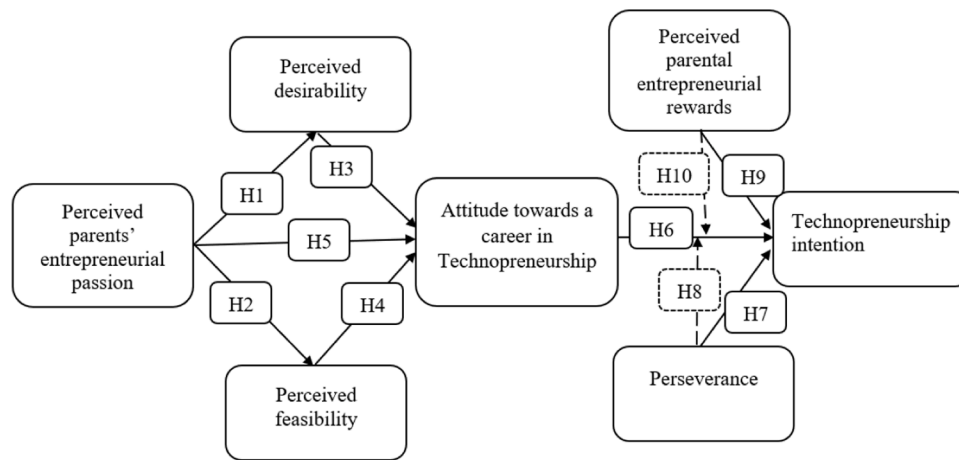 Perceived
desirability
Perceived
parental
entrepreneurial
rewards
H1
H3
H10
H9
Perceived
parents’
entrepreneurial
passion
H5
Attitude towards a
career in
Technopreneurship
H6
Technopreneurship
intention
H2
H4
H8
H7
Perceived
feasibility
Perseverance